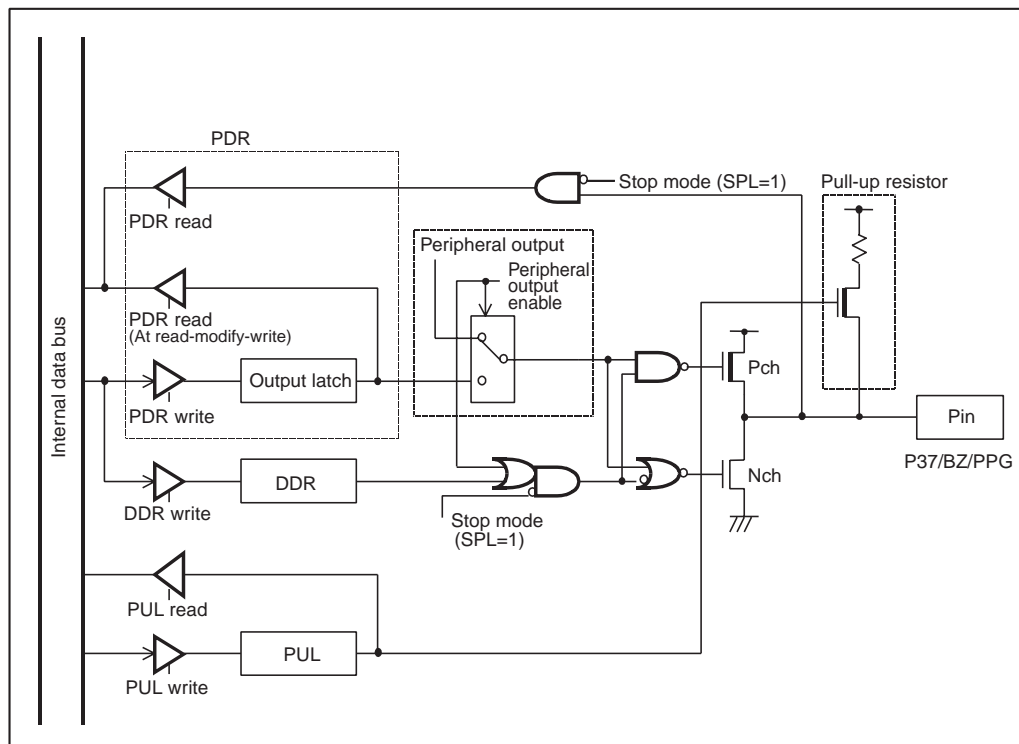 PDR
Stop mode (SPL=1)
Pull-up resistor
PDR read
Peripheral output
Peripheral
output
enable
PDR read
(At read-modify-write)
Internal data bus
Output latch
Pch
PDR write
Pin
P37/BZ/PPG
DDR
Nch
DDR write
Stop mode
(SPL=1)
PUL read
PUL
PUL write